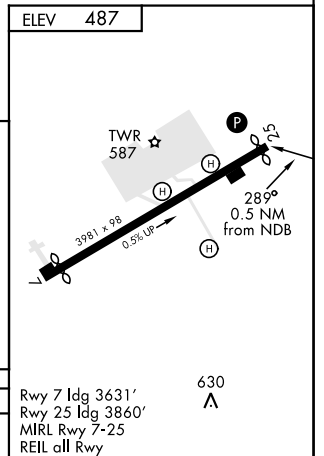 ELEV 487
P
25
TWR
587
H
H
289°
0.5 NM
from NDB
3981 x 98
0.5% UP
H
7
630
Rwy 7 ldg 3631'
Rwy 25 ldg 3860'
MIRL Rwy 7-25
REIL all Rwy